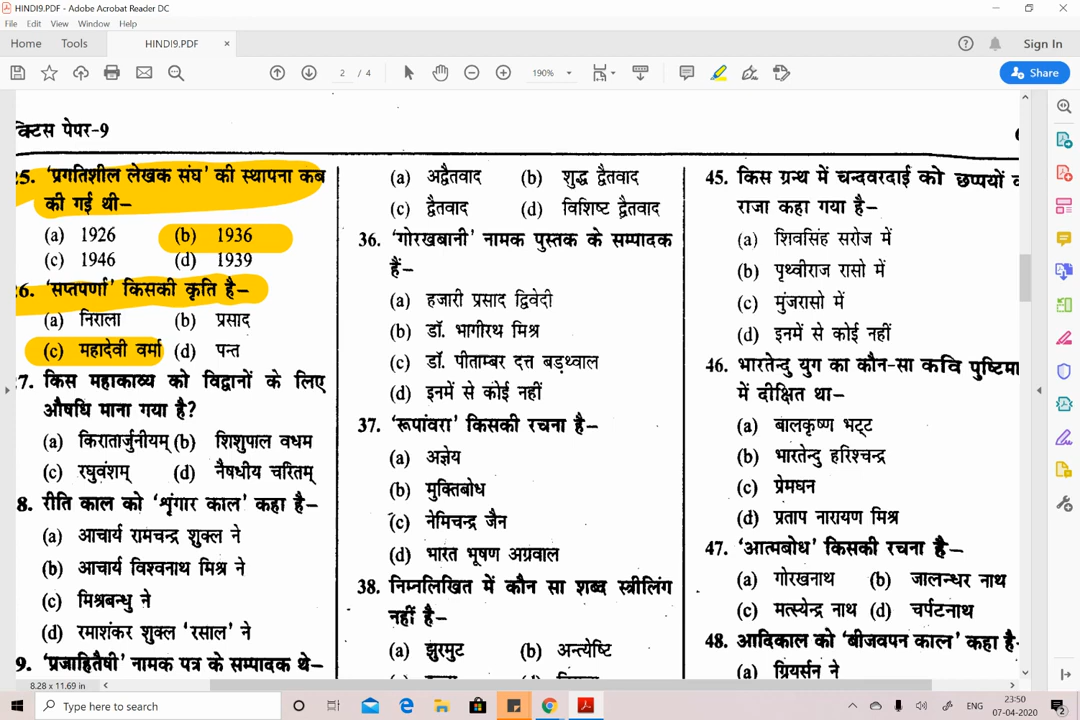 HINDI9.PDF - Adobe Acrobat Reader DC
File Edit View Window Help
Home Tools HINDI9.PDF × Sign In
2 / 4 190% Share
क्टिस पेपर-9
5. 'प्रगतिशील लेखक संघ' की स्थापना कब
की गई थी–
(a) 1926 (b) 1936
(c) 1946 (d) 1939
6. 'सप्तपर्णा' किसकी कृति है–
(a) निराला (b) प्रसाद
(c) महादेवी वर्मा (d) पन्त
7. किस महाकाव्य को विद्वानों के लिए
औषधि माना गया है?
(a) किरातार्जुनीयम् (b) शिशुपाल वधम
(c) रघुवंशम् (d) नैषधीय चरितम्
8. रीति काल को 'शृंगार काल' कहा है–
(a) आचार्य रामचन्द्र शुक्ल ने
(b) आचार्य विश्वनाथ मिश्र ने
(c) मिश्रबन्धु ने
(d) रमाशंकर शुक्ल 'रसाल' ने
9. 'प्रजाहितैषी' नामक पत्र के सम्पादक थे–
(a) अद्वैतवाद (b) शुद्ध द्वैतवाद
(c) द्वैतवाद (d) विशिष्ट द्वैतवाद
36. 'गोरखबानी' नामक पुस्तक के सम्पादक
हैं–
(a) हजारी प्रसाद द्विवेदी
(b) डॉ. भागीरथ मिश्र
(c) डॉ. पीताम्बर दत्त बड़थ्वाल
(d) इनमें से कोई नहीं
37. 'रूपांवरा' किसकी रचना है–
(a) अज्ञेय
(b) मुक्तिबोध
(c) नेमिचन्द्र जैन
(d) भारत भूषण अग्रवाल
38. निम्नलिखित में कौन सा शब्द स्त्रीलिंग
नहीं है–
(a) झुरमुट (b) अन्त्येष्टि
45. किस ग्रन्थ में चन्दवरदाई को छप्पयों
राजा कहा गया है–
(a) शिवसिंह सरोज में
(b) पृथ्वीराज रासो में
(c) मुंजरासो में
(d) इनमें से कोई नहीं
46. भारतेन्दु युग का कौन-सा कवि पुष्टिमा
में दीक्षित था–
(a) बालकृष्ण भट्ट
(b) भारतेन्दु हरिश्चन्द्र
(c) प्रेमघन
(d) प्रताप नारायण मिश्र
47. 'आत्मबोध' किसकी रचना है–
(a) गोरखनाथ (b) जालन्धर नाथ
(c) मत्स्येन्द्र नाथ (d) चर्पटनाथ
48. आदिकाल को 'बीजवपन काल' कहा है-
(a) ग्रियर्सन ने
8.28 x 11.69 in
Type here to search
ENG
23:50
07-04-2020